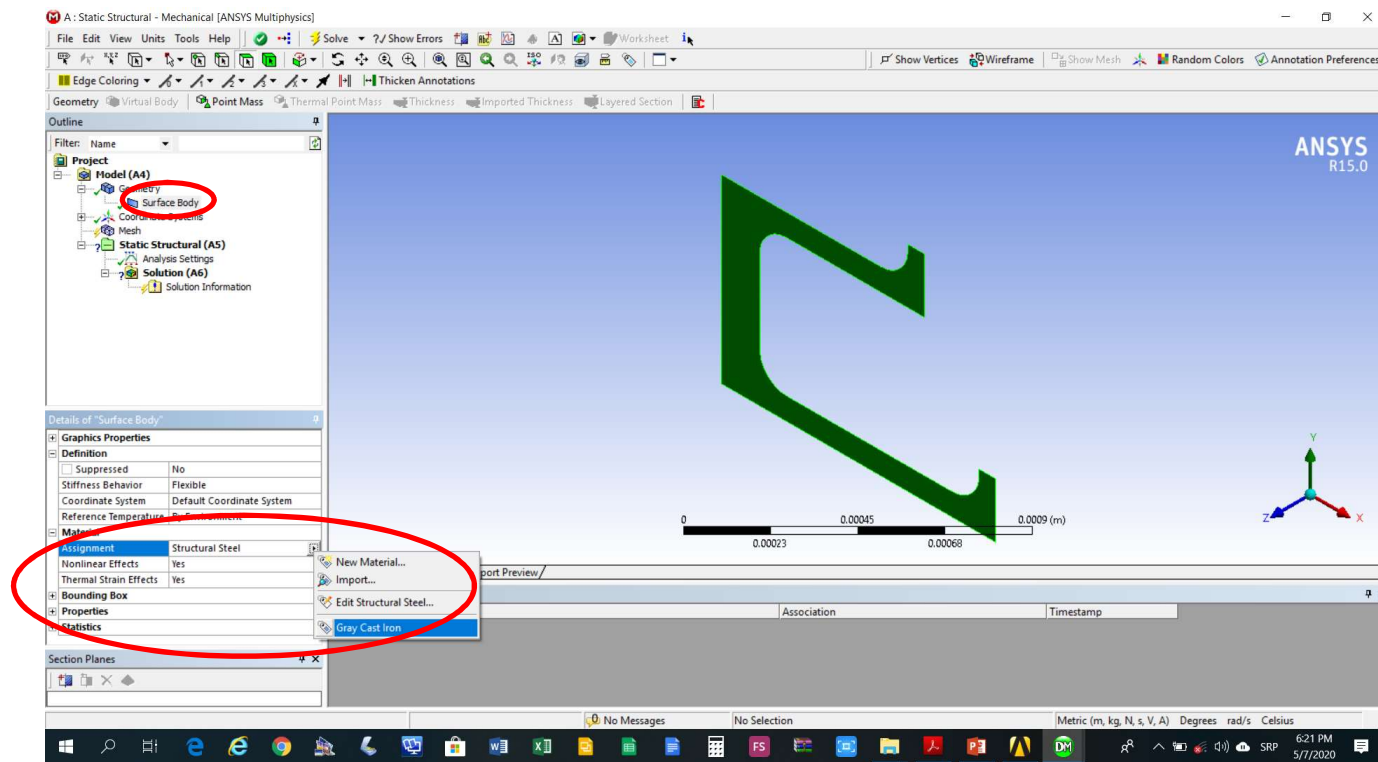 A : Static Structural - Mechanical [ANSYS Multiphysics]
File Edit View Units Tools Help Solve ?/ Show Errors Worksheet
Show Vertices Wireframe Show Mesh Random Colors Annotation Preferences
Edge Coloring Thicken Annotations
Geometry Virtual Body Point Mass Thermal Point Mass Thickness Imported Thickness Layered Section
Outline
Filter: Name
Project
Model (A4)
Geometry
Surface Body
Coordinate Systems
Mesh
Static Structural (A5)
Analysis Settings
Solution (A6)
Solution Information
ANSYS
R15.0
Details of "Surface Body"
Graphics Properties
Definition
Suppressed No
Stiffness Behavior Flexible
Coordinate System Default Coordinate System
Reference Temperature By Environment
Material
Assignment Structural Steel
Nonlinear Effects Yes
Thermal Strain Effects Yes
Bounding Box
Properties
Statistics
New Material...
Import...
Edit Structural Steel...
Gray Cast Iron
Y
Z X
0 0.00045 0.0009 (m)
0.00023 0.00068
port Preview
Association Timestamp
Section Planes
No Messages No Selection Metric (m, kg, N, s, V, A) Degrees rad/s Celsius
FS DM SRP 6:21 PM
5/7/2020